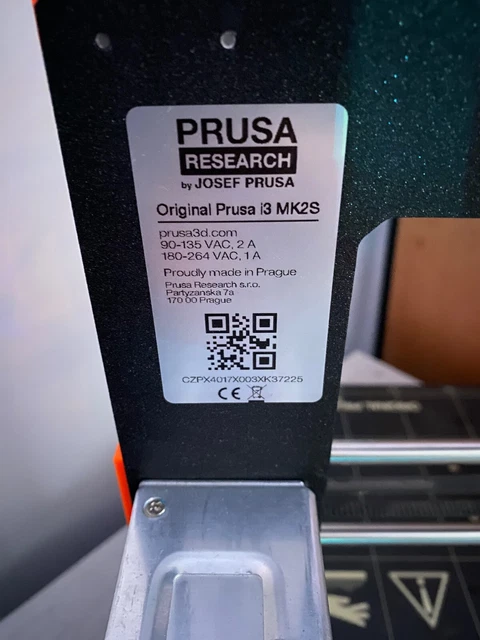 PRUSA
RESEARCH
by JOSEF PRUSA
Original Prusa i3 MK2S
prusa3d.com
90-135 VAC, 2 A
180-264 VAC, 1 A
Proudly made in Prague
Prusa Research s.r.o.
Partyzanska 7a
170 00 Prague
CZPX4017X003XK37225
CE